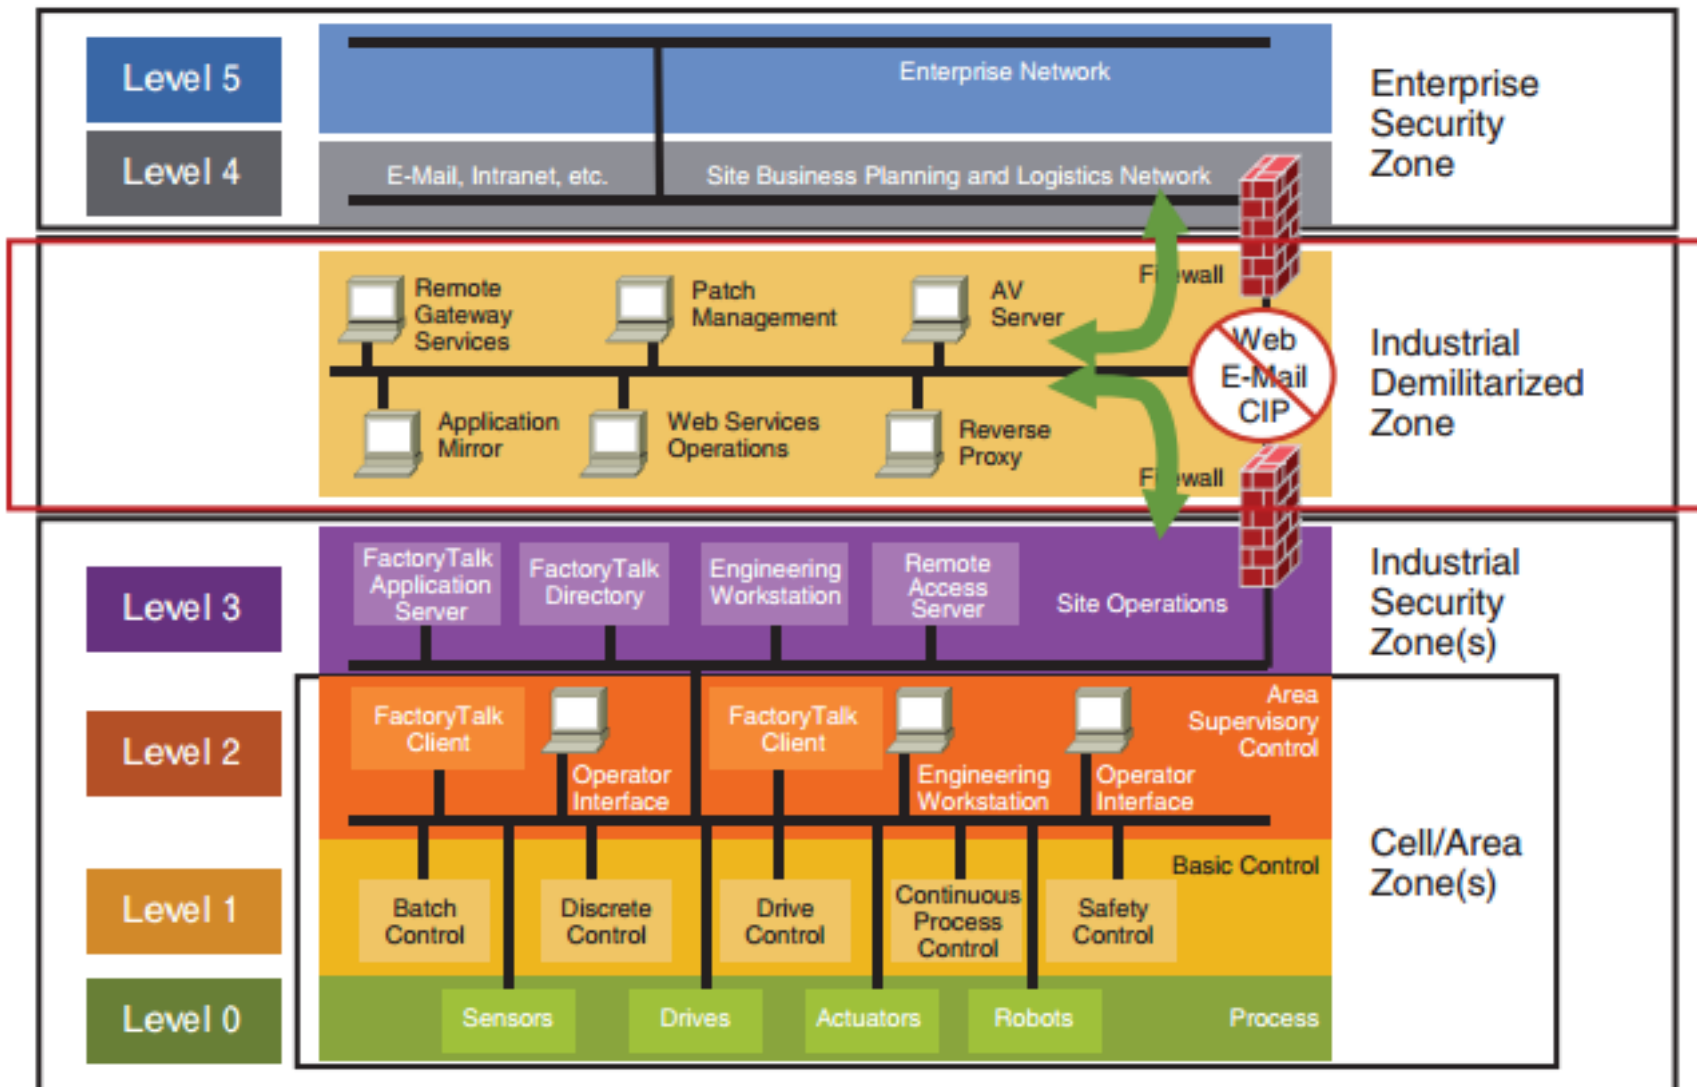 Level 5
Enterprise Network
Enterprise
Security
Zone
Level 4
E-Mail, Intranet, etc.
Site Business Planning and Logistics Network
Remote
Gateway
Services
Patch
Management
AV
Server
Firewall
Web
E-Mail
CIP
Industrial
Demilitarized
Zone
Application
Mirror
Web Services
Operations
Reverse
Proxy
Firewall
Level 3
FactoryTalk
Application
Server
FactoryTalk
Directory
Engineering
Workstation
Remote
Access
Server
Site Operations
Industrial
Security
Zone(s)
Level 2
FactoryTalk
Client
Operator
Interface
FactoryTalk
Client
Engineering
Workstation
Operator
Interface
Area
Supervisory
Control
Level 1
Basic Control
Batch
Control
Discrete
Control
Drive
Control
Continuous
Process
Control
Safety
Control
Cell/Area
Zone(s)
Level 0
Sensors
Drives
Actuators
Robots
Process